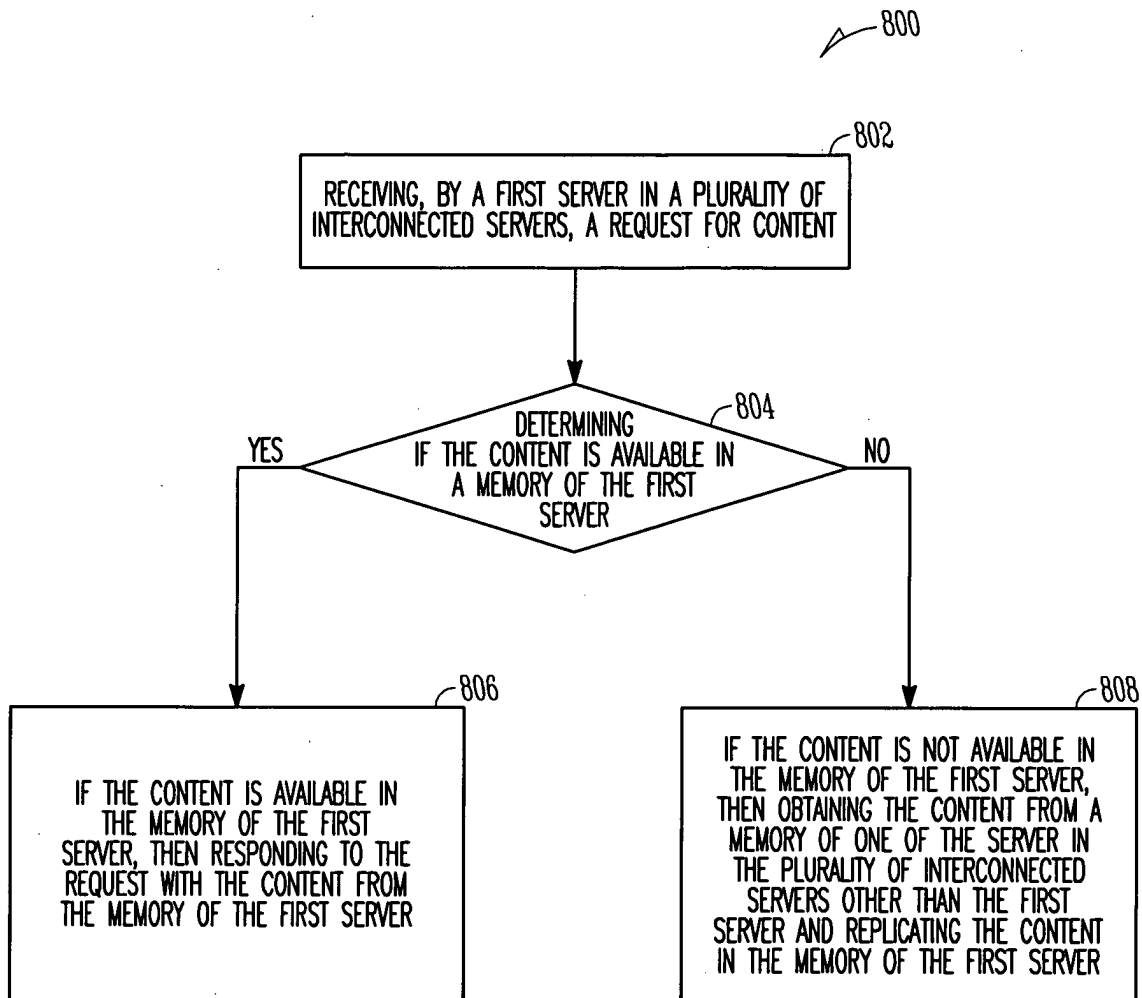 800
802
RECEIVING, BY A FIRST SERVER IN A PLURALITY OF
INTERCONNECTED SERVERS, A REQUEST FOR CONTENT
804
DETERMINING
IF THE CONTENT IS AVAILABLE IN
A MEMORY OF THE FIRST
SERVER
YES
NO
806
IF THE CONTENT IS AVAILABLE IN
THE MEMORY OF THE FIRST
SERVER, THEN RESPONDING TO THE
REQUEST WITH THE CONTENT FROM
THE MEMORY OF THE FIRST SERVER
808
IF THE CONTENT IS NOT AVAILABLE IN
THE MEMORY OF THE FIRST SERVER,
THEN OBTAINING THE CONTENT FROM A
MEMORY OF ONE OF THE SERVER IN
THE PLURALITY OF INTERCONNECTED
SERVERS OTHER THAN THE FIRST
SERVER AND REPLICATING THE CONTENT
IN THE MEMORY OF THE FIRST SERVER